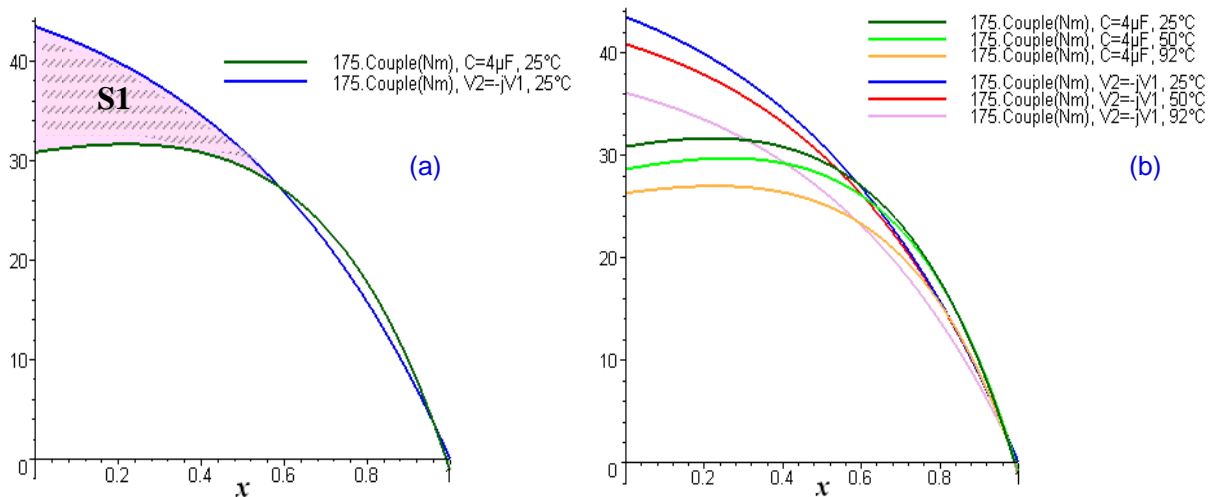 175.Couple(Nm), C=4µF, 25°C
175.Couple(Nm), V2=-jV1, 25°C
40
30
20
10
0
S1
(a)
0.2
0.4
0.6
0.8
1
x
175.Couple(Nm), C=4µF, 25°C
175.Couple(Nm), C=4µF, 50°C
175.Couple(Nm), C=4µF, 92°C
175.Couple(Nm), V2=-jV1, 25°C
175.Couple(Nm), V2=-jV1, 50°C
175.Couple(Nm), V2=-jV1, 92°C
40
30
20
10
0
(b)
0.2
0.4
0.6
0.8
1
x